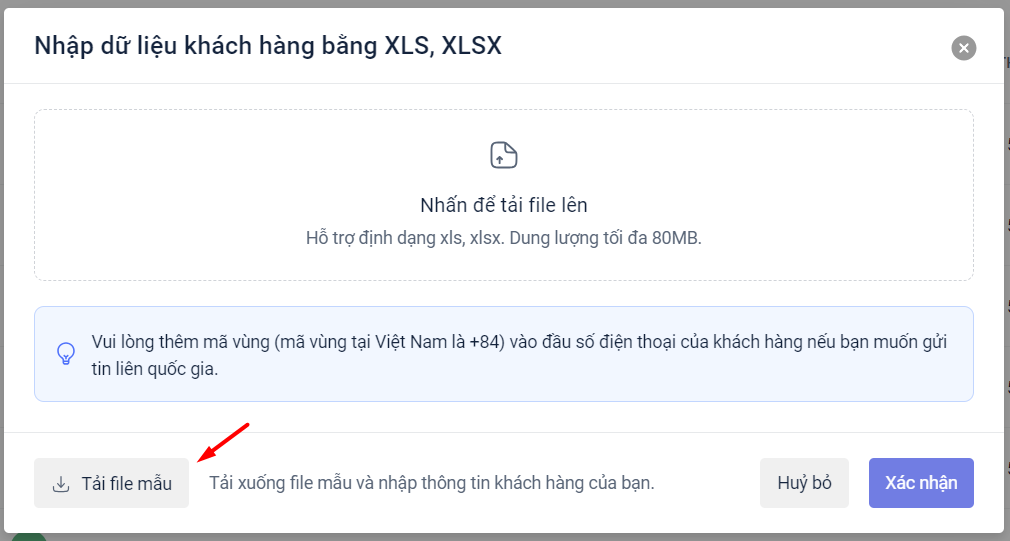 Nhập dữ liệu khách hàng bằng XLS, XLSX
Nhấn để tải file lên
Hỗ trợ định dạng xls, xlsx. Dung lượng tối đa 80MB.
Vui lòng thêm mã vùng (mã vùng tại Việt Nam là +84) vào đầu số điện thoại của khách hàng nếu bạn muốn gửi
tin liên quốc gia.
Tải file mẫu
Tải xuống file mẫu và nhập thông tin khách hàng của bạn.
Huỷ bỏ
Xác nhận